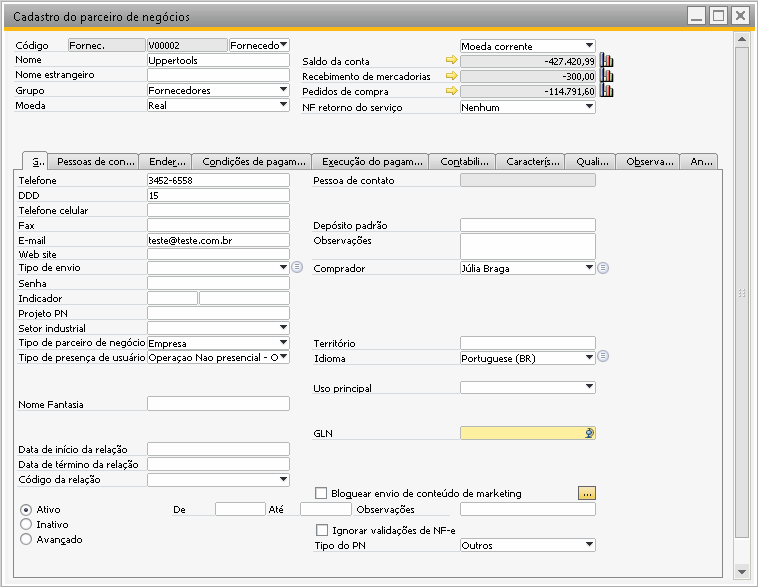 Cadastro do parceiro de negócios
Código Fornec. V00002 Fornecedo Moeda corrente
Nome Uppertools Saldo da conta -427.420,99
Nome estrangeiro Recebimento de mercadorias -300,00
Grupo Fornecedores Pedidos de compra -114.791,60
Moeda Real NF retorno do serviço Nenhum
G.. Pessoas de con... Ender... Condições de pagam... Execução do pagam... Contabili... Caracterís... Quali... Observa... An...
Telefone 3452-6558 Pessoa de contato
DDD 15
Telefone celular
Fax Depósito padrão
E-mail teste@teste.com.br Observações
Web site
Tipo de envio Comprador Júlia Braga
Senha
Indicador
Projeto PN
Setor industrial
Tipo de parceiro de negócio Empresa Território
Tipo de presença de usuário Operaçao Nao presencial - O Idioma Portuguese (BR)
Uso principal
Nome Fantasia
GLN
Data de início da relação
Data de término da relação
Código da relação
Bloquear envio de conteúdo de marketing ...
Ativo De Até Observações
Inativo
Ignorar validações de NF-e
Avançado
Tipo do PN Outros